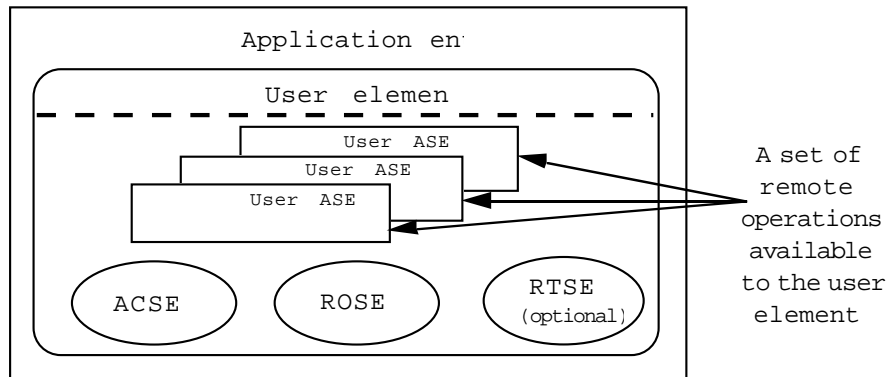 Application en
User elemen
User ASE
User ASE
User ASE
A set of
remote
operations
available
to the user
element
ACSE
ROSE
RTSE
(optional)